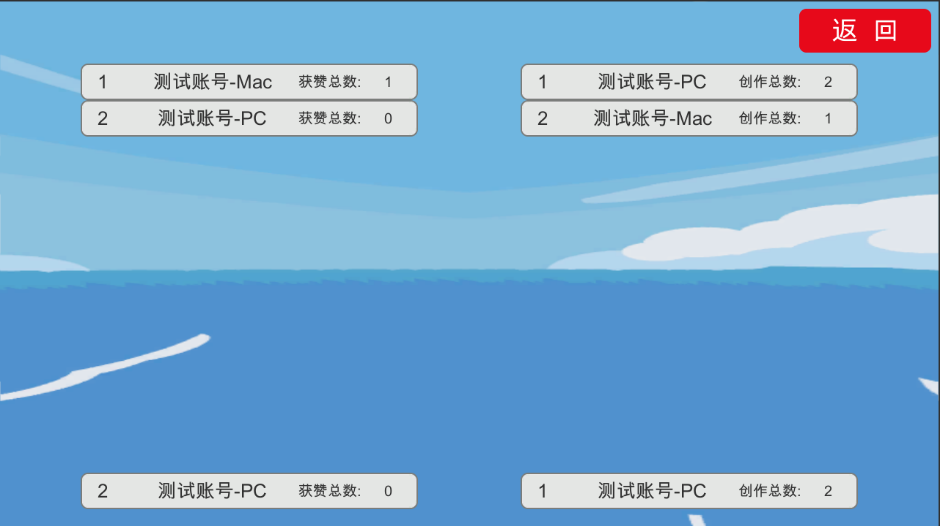 返 回
1 测试账号-Mac 获赞总数: 1
2 测试账号-PC 获赞总数: 0
1 测试账号-PC 创作总数: 2
2 测试账号-Mac 创作总数: 1
2 测试账号-PC 获赞总数: 0
1 测试账号-PC 创作总数: 2